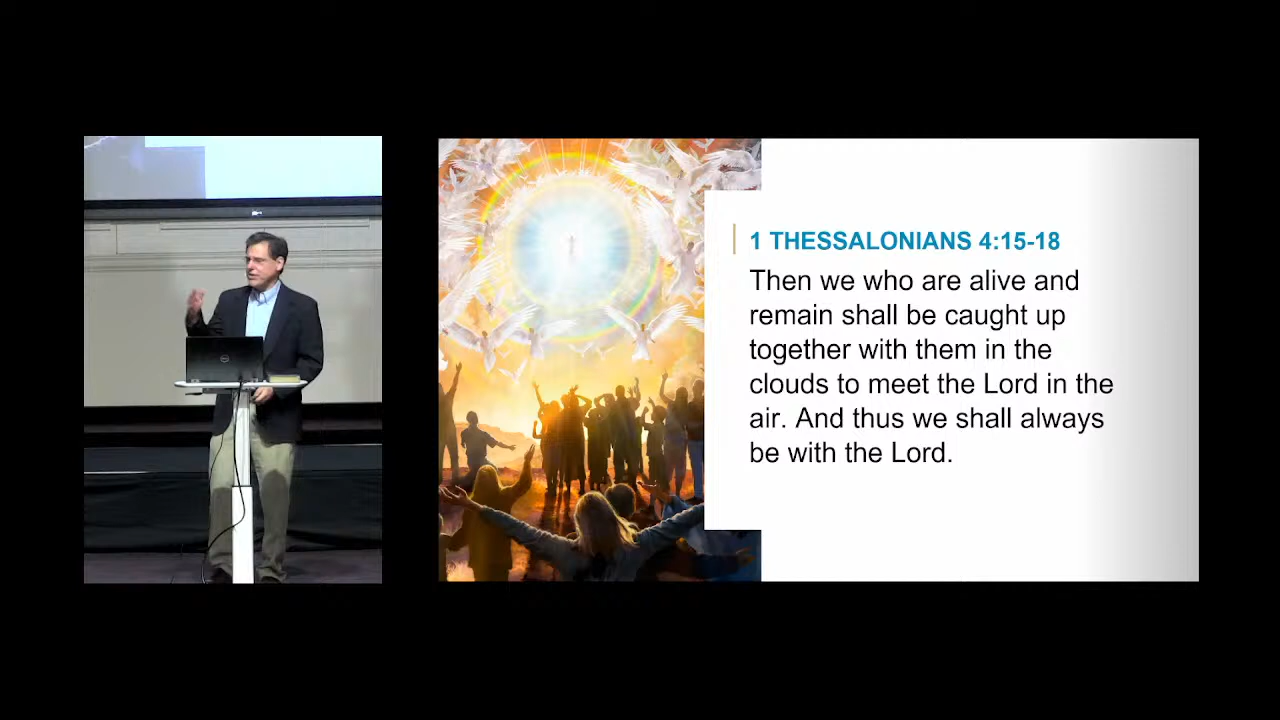 1 THESSALONIANS 4:15-18
Then we who are alive and
remain shall be caught up
together with them in the
clouds to meet the Lord in the
air. And thus we shall always
be with the Lord.